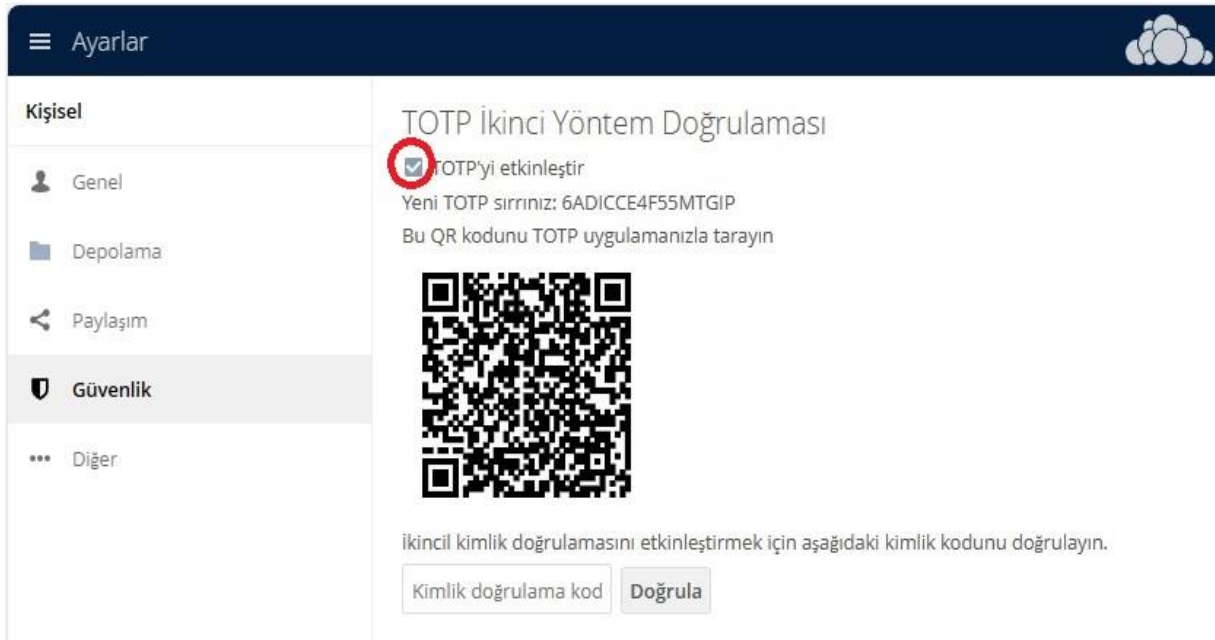 Ayarlar
Kişisel
Genel
Depolama
Paylaşım
Güvenlik
Diğer
TOTP İkinci Yöntem Doğrulaması
TOTP'yi etkinleştir
Yeni TOTP sırrınız: 6ADICCE4F55MTGIP
Bu QR kodunu TOTP uygulamanızla tarayın
İkincil kimlik doğrulamasını etkinleştirmek için aşağıdaki kimlik kodunu doğrulayın.
Kimlik doğrulama kod Doğrula